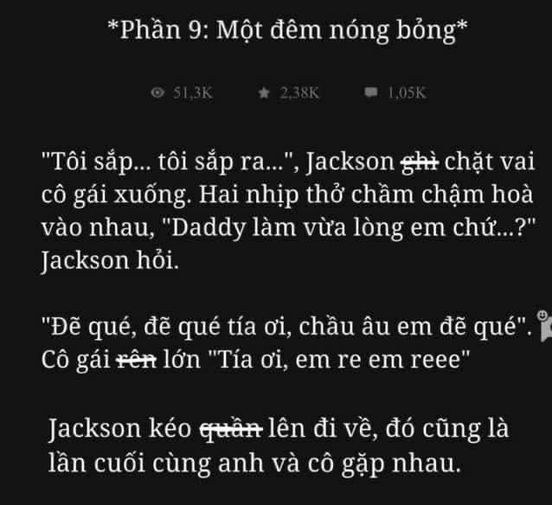 *Phần 9: Một đêm nóng bỏng*
51,3K 2,38K 1,05K
"Tôi sắp... tôi sắp ra...", Jackson ghì chặt vai
cô gái xuống. Hai nhịp thở chầm chậm hoà
vào nhau, "Daddy làm vừa lòng em chứ...?"
Jackson hỏi.
"Đẽ qué, đẽ qué tía ơi, chầu âu em đẽ qué".
Cô gái rên lớn "Tía ơi, em re em reee"
Jackson kéo quần lên đi về, đó cũng là
lần cuối cùng anh và cô gặp nhau.